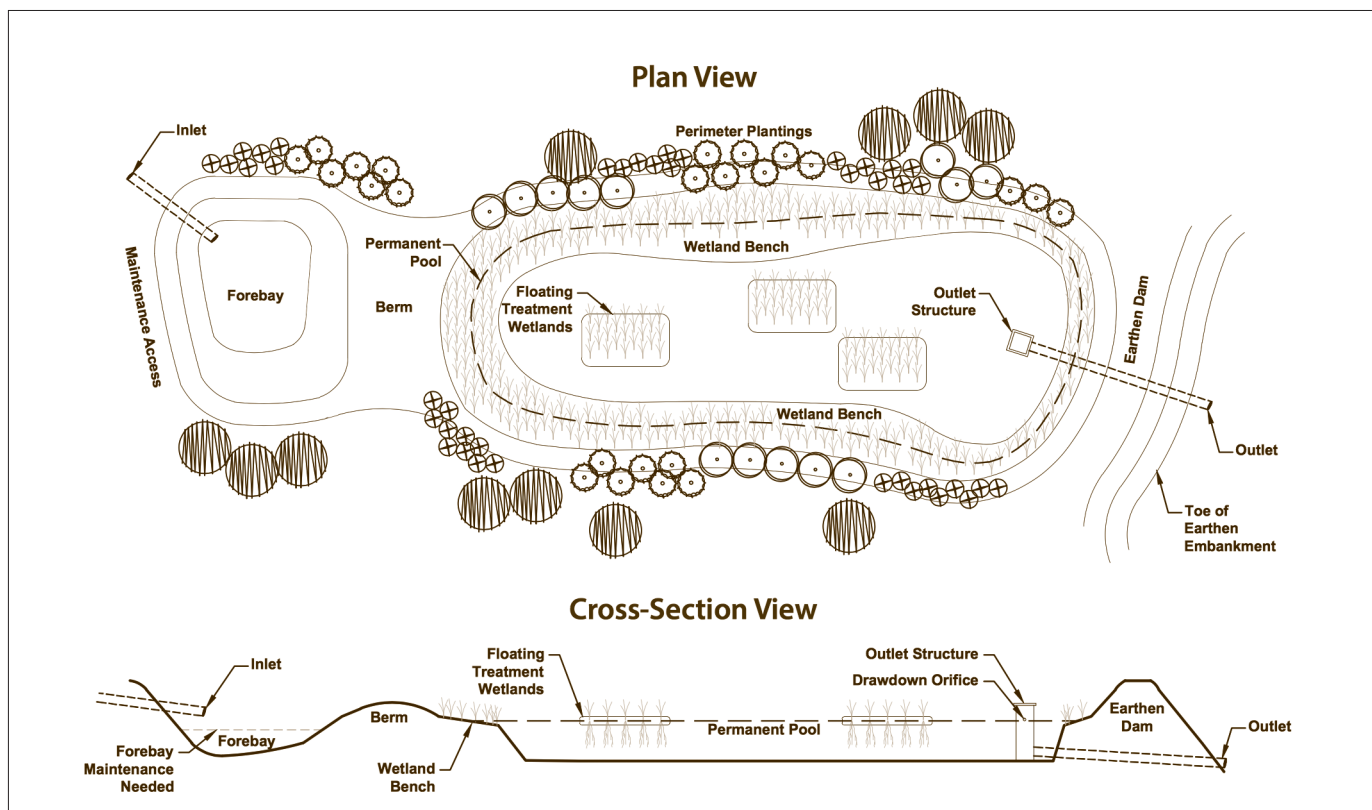 Plan View
Inlet
Perimeter Plantings
Maintenance Access
Forebay
Permanent
Pool
Berm
Wetland Bench
Floating
Treatment
Wetlands
Outlet
Structure
Earthen Dam
Wetland Bench
Outlet
Toe of
Earthen
Embankment
Cross-Section View
Inlet
Forebay
Forebay
Maintenance
Needed
Berm
Wetland
Bench
Floating
Treatment
Wetlands
Permanent Pool
Outlet Structure
Drawdown Orifice
Earthen
Dam
Outlet